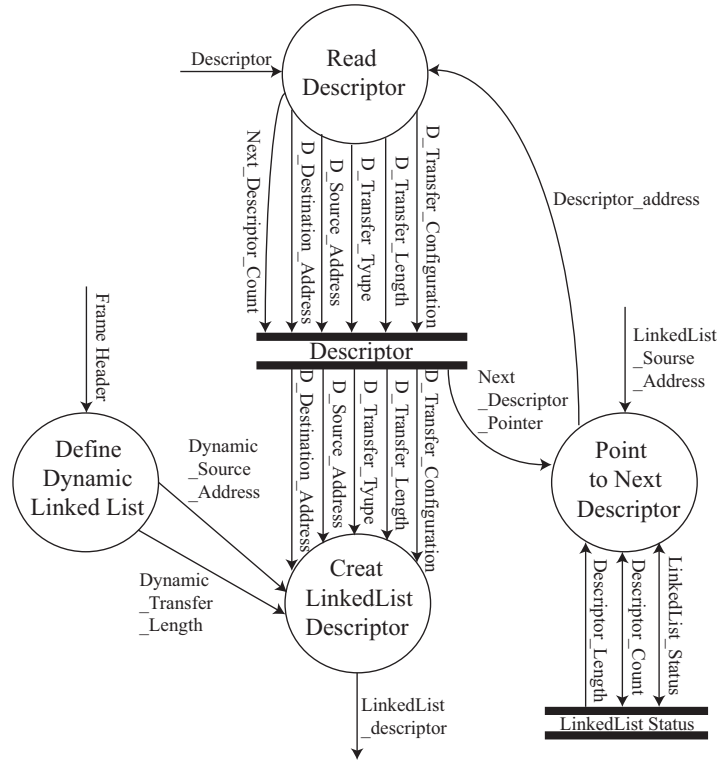 Descriptor
Read
Descriptor
Next_Descriptor_Count
D_Destination_Address
D_Source_Address
D_Transfer_Tyupe
D_Transfer_Length
D_Transfer_Configuration
Descriptor_address
Frame Header
Descriptor
LinkedList
_Sourse
_Address
Next
_Descriptor
_Pointer
D_Destination_Address
D_Source_Address
D_Transfer_Tyupe
D_Transfer_Length
D_Transfer_Configuration
Define
Dynamic
Linked List
Dynamic
_Source
_Address
Point
to Next
Descriptor
Dynamic
_Transfer
_Length
Creat
LinkedList
Descriptor
Descriptor_Length
Descriptor_Count
LinkedList_Status
LinkedList
_descriptor
LinkedList Status